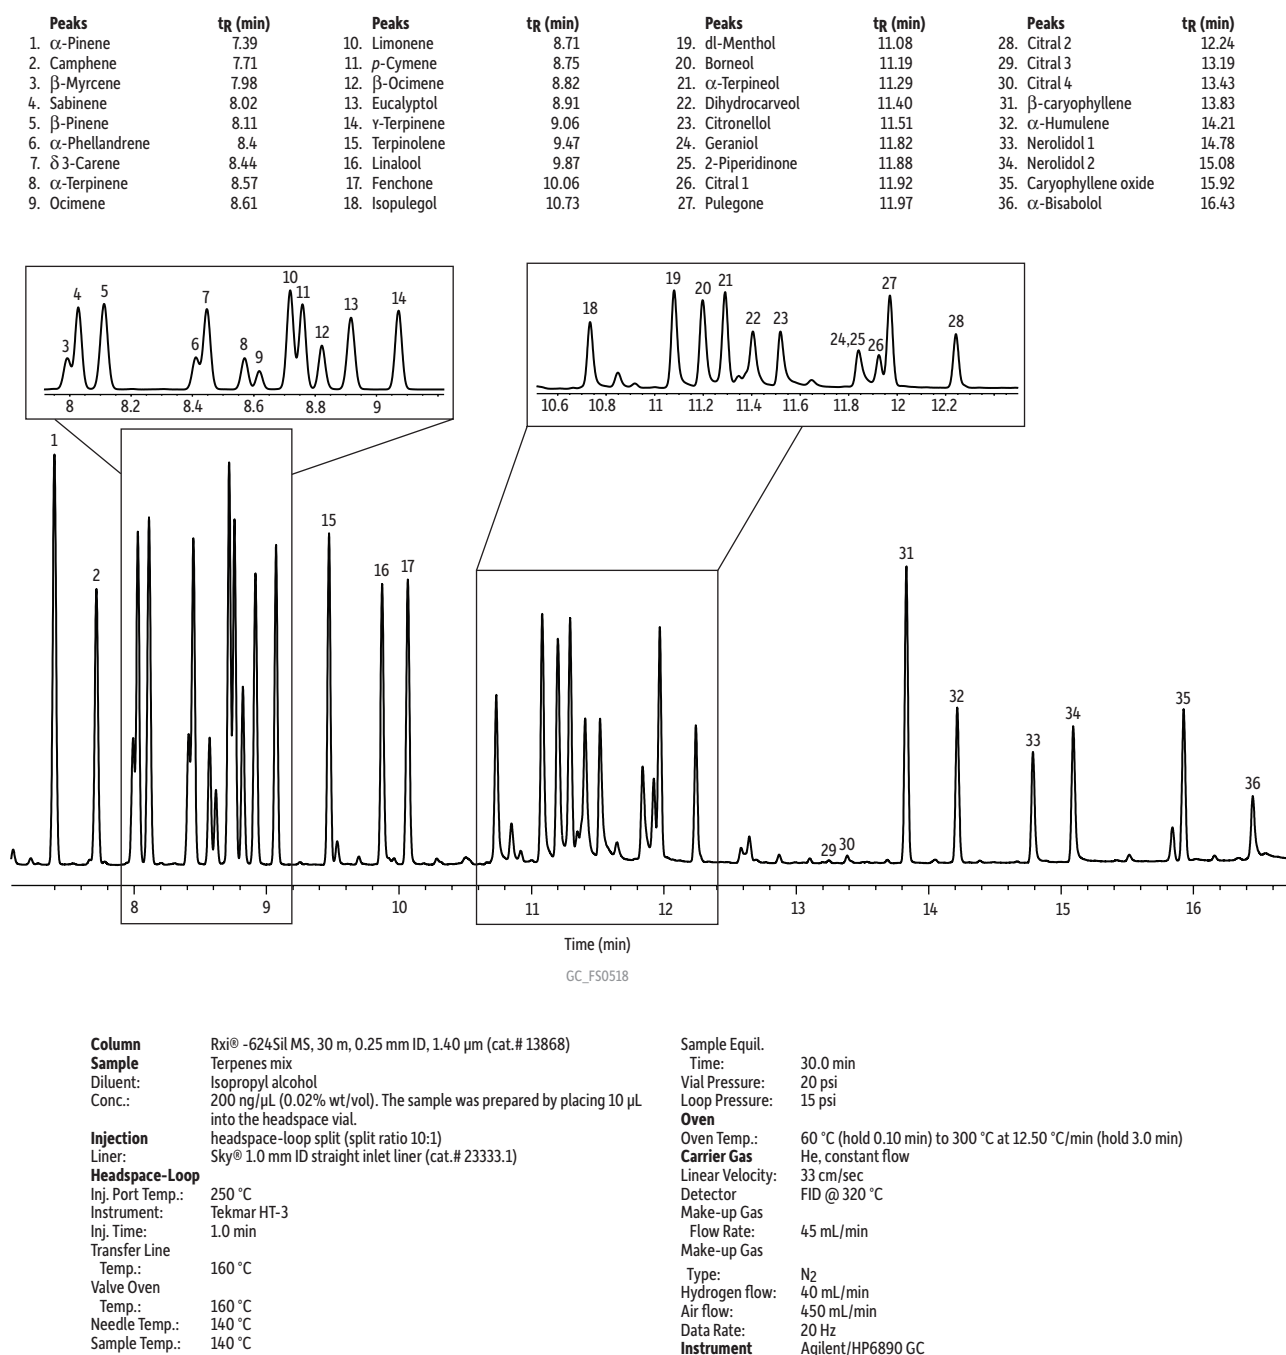 Peaks tR (min) Peaks tR (min) Peaks tR (min) Peaks tR (min)
1. α-Pinene 7.39 10. Limonene 8.71 19. dl-Menthol 11.08 28. Citral 2 12.24
2. Camphene 7.71 11. p-Cymene 8.75 20. Borneol 11.19 29. Citral 3 13.19
3. β-Myrcene 7.98 12. β-Ocimene 8.82 21. α-Terpineol 11.29 30. Citral 4 13.43
4. Sabinene 8.02 13. Eucalyptol 8.91 22. Dihydrocarveol 11.40 31. β-caryophyllene 13.83
5. β-Pinene 8.11 14. γ-Terpinene 9.06 23. Citronellol 11.51 32. α-Humulene 14.21
6. α-Phellandrene 8.4 15. Terpinolene 9.47 24. Geraniol 11.82 33. Nerolidol 1 14.78
7. δ 3-Carene 8.44 16. Linalool 9.87 25. 2-Piperidinone 11.88 34. Nerolidol 2 15.08
8. α-Terpinene 8.57 17. Fenchone 10.06 26. Citral 1 11.92 35. Caryophyllene oxide 15.92
9. Ocimene 8.61 18. Isopulegol 10.73 27. Pulegone 11.97 36. α-Bisabolol 16.43
3 4 5 6 7 8 9 10 11 12 13 14
8 8.2 8.4 8.6 8.8 9
18 19 20 21 22 23 24,25 26 27 28
10.6 10.8 11 11.2 11.4 11.6 11.8 12 12.2
1 2 15 16 17 29 30 31 32 33 34 35 36
8 9 10 11 12 13 14 15 16
Time (min)
GC_FS0518
Column Rxi® -624Sil MS, 30 m, 0.25 mm ID, 1.40 µm (cat.# 13868)
Sample Terpenes mix
Diluent: Isopropyl alcohol
Conc.: 200 ng/µL (0.02% wt/vol). The sample was prepared by placing 10 µL
into the headspace vial.
Injection headspace-loop split (split ratio 10:1)
Liner: Sky® 1.0 mm ID straight inlet liner (cat.# 23333.1)
Headspace-Loop
Inj. Port Temp.: 250 °C
Instrument: Tekmar HT-3
Inj. Time: 1.0 min
Transfer Line
Temp.: 160 °C
Valve Oven
Temp.: 160 °C
Needle Temp.: 140 °C
Sample Temp.: 140 °C
Sample Equil.
Time: 30.0 min
Vial Pressure: 20 psi
Loop Pressure: 15 psi
Oven
Oven Temp.: 60 °C (hold 0.10 min) to 300 °C at 12.50 °C/min (hold 3.0 min)
Carrier Gas He, constant flow
Linear Velocity: 33 cm/sec
Detector FID @ 320 °C
Make-up Gas
Flow Rate: 45 mL/min
Make-up Gas
Type: N2
Hydrogen flow: 40 mL/min
Air flow: 450 mL/min
Data Rate: 20 Hz
Instrument Agilent/HP6890 GC